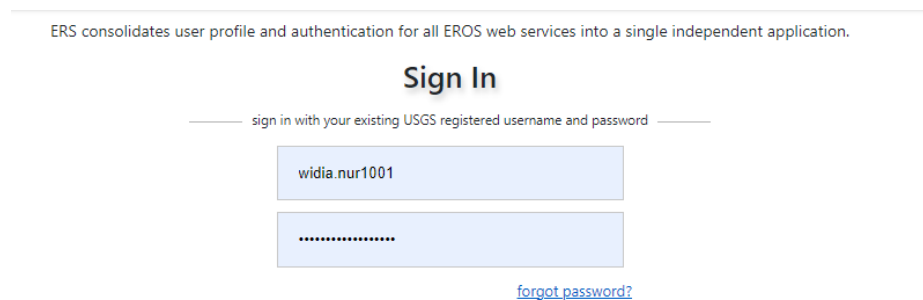 ERS consolidates user profile and authentication for all EROS web services into a single independent application.
Sign In
sign in with your existing USGS registered username and password
widia.nur1001
••••••••••••••••••
forgot password?